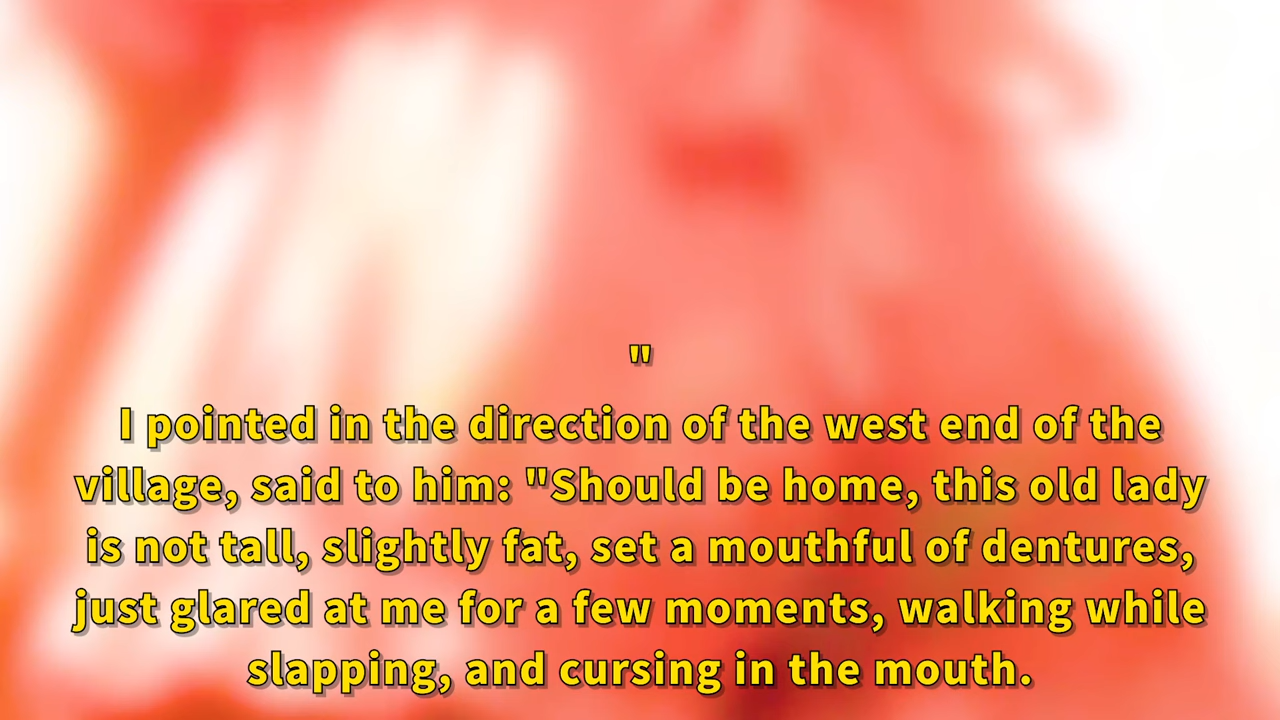 "
I pointed in the direction of the west end of the
village, said to him: "Should be home, this old lady
is not tall, slightly fat, set a mouthful of dentures,
just glared at me for a few moments, walking while
slapping, and cursing in the mouth.